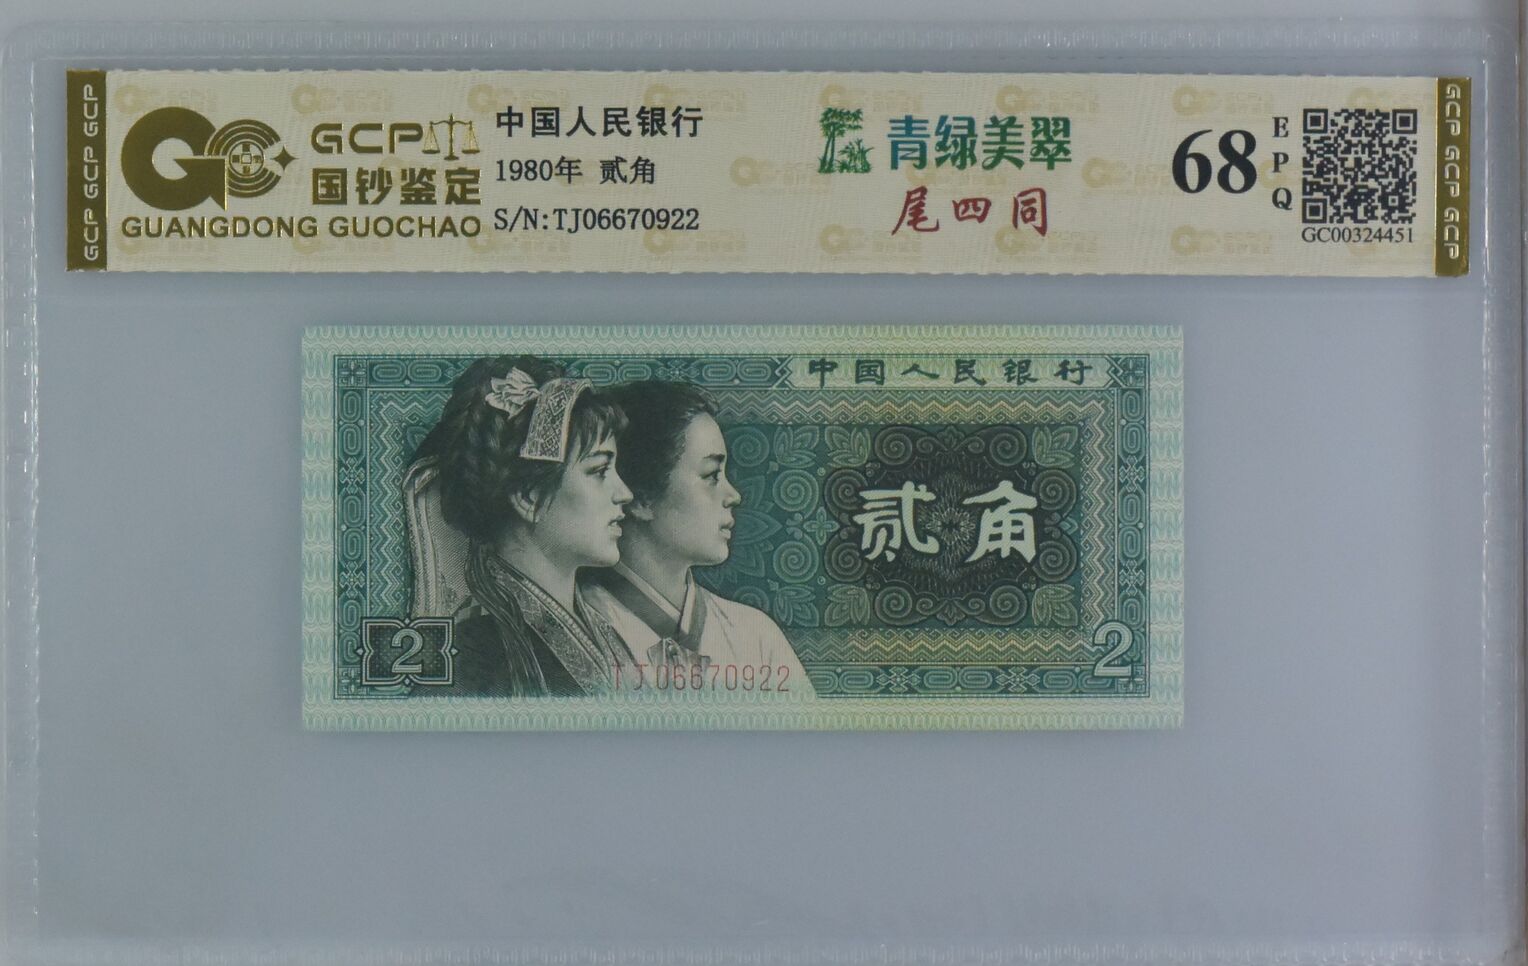 GCP GCP GCP
GCP
国钞鉴定
GUANGDONG GUOCHAO
中国人民银行
1980年 贰角
S/N:TJ06670922
青绿美翠
尾四同
68
EPQ
GC00324451
GCP GCP GCP GCP
中国人民银行
贰角
2
2
TJ06670922